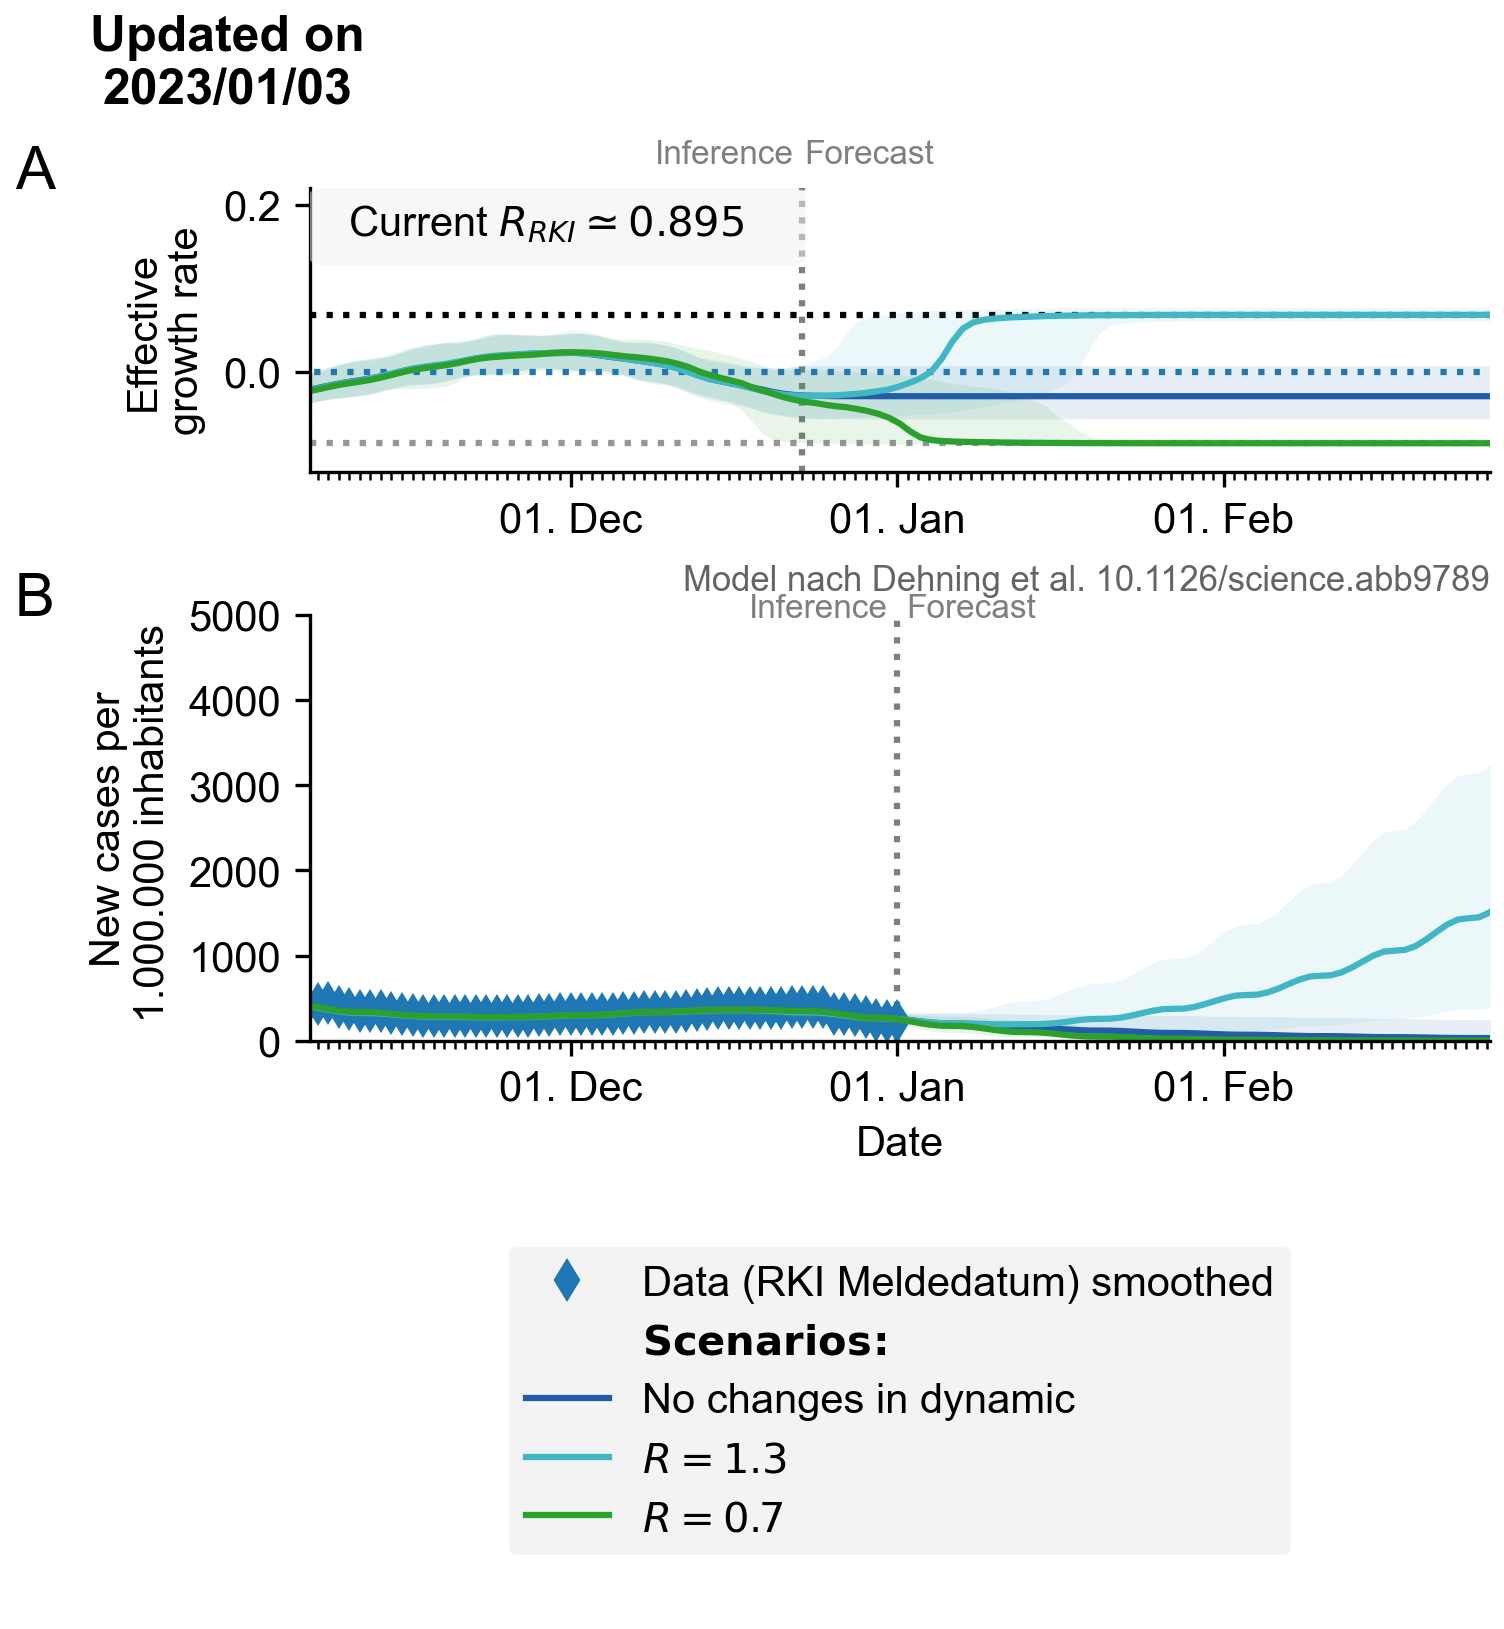 Updated on
2023/01/03
A
Inference Forecast
Current R_RKI ≃ 0.895
0.2
0.0
Effective
growth rate
01. Dec
01. Jan
01. Feb
B
Model nach Dehning et al. 10.1126/science.abb9789
Inference Forecast
5000
4000
3000
2000
1000
0
New cases per
1.000.000 inhabitants
01. Dec
01. Jan
01. Feb
Date
Data (RKI Meldedatum) smoothed
Scenarios:
No changes in dynamic
R = 1.3
R = 0.7